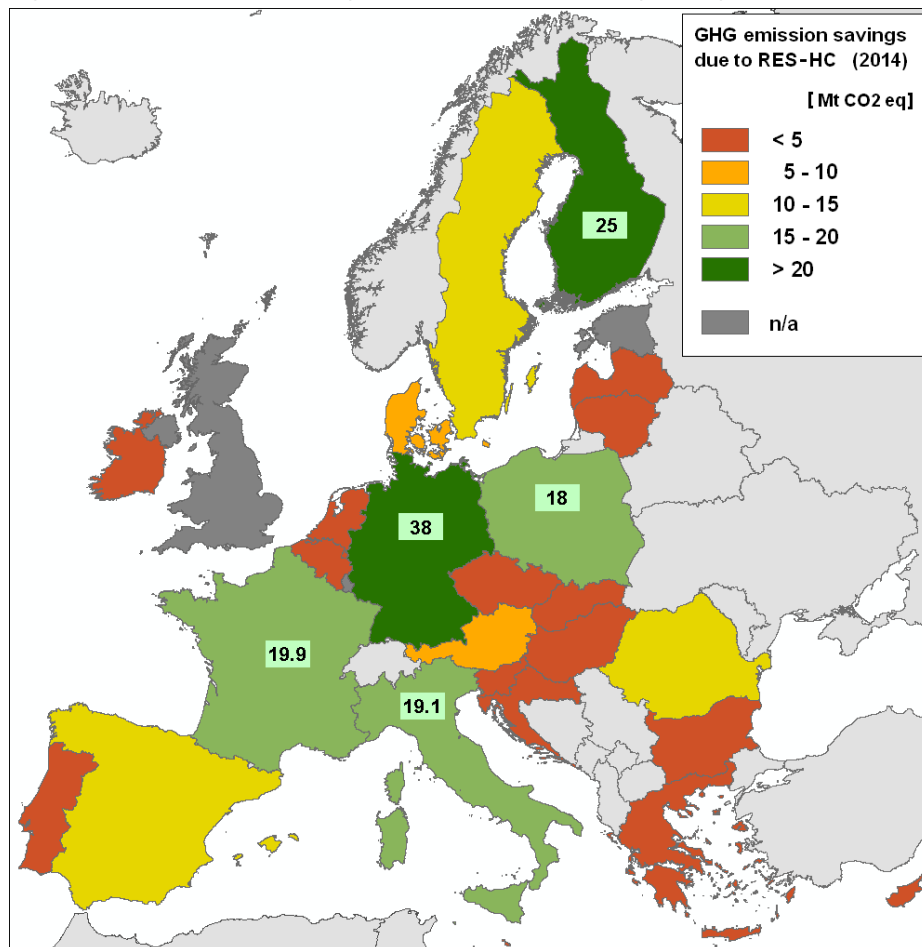 GHG emission savings
due to RES-HC (2014)
[ Mt CO2 eq]
< 5
5 - 10
10 - 15
15 - 20
> 20
n/a
25
18
38
19.9
19.1